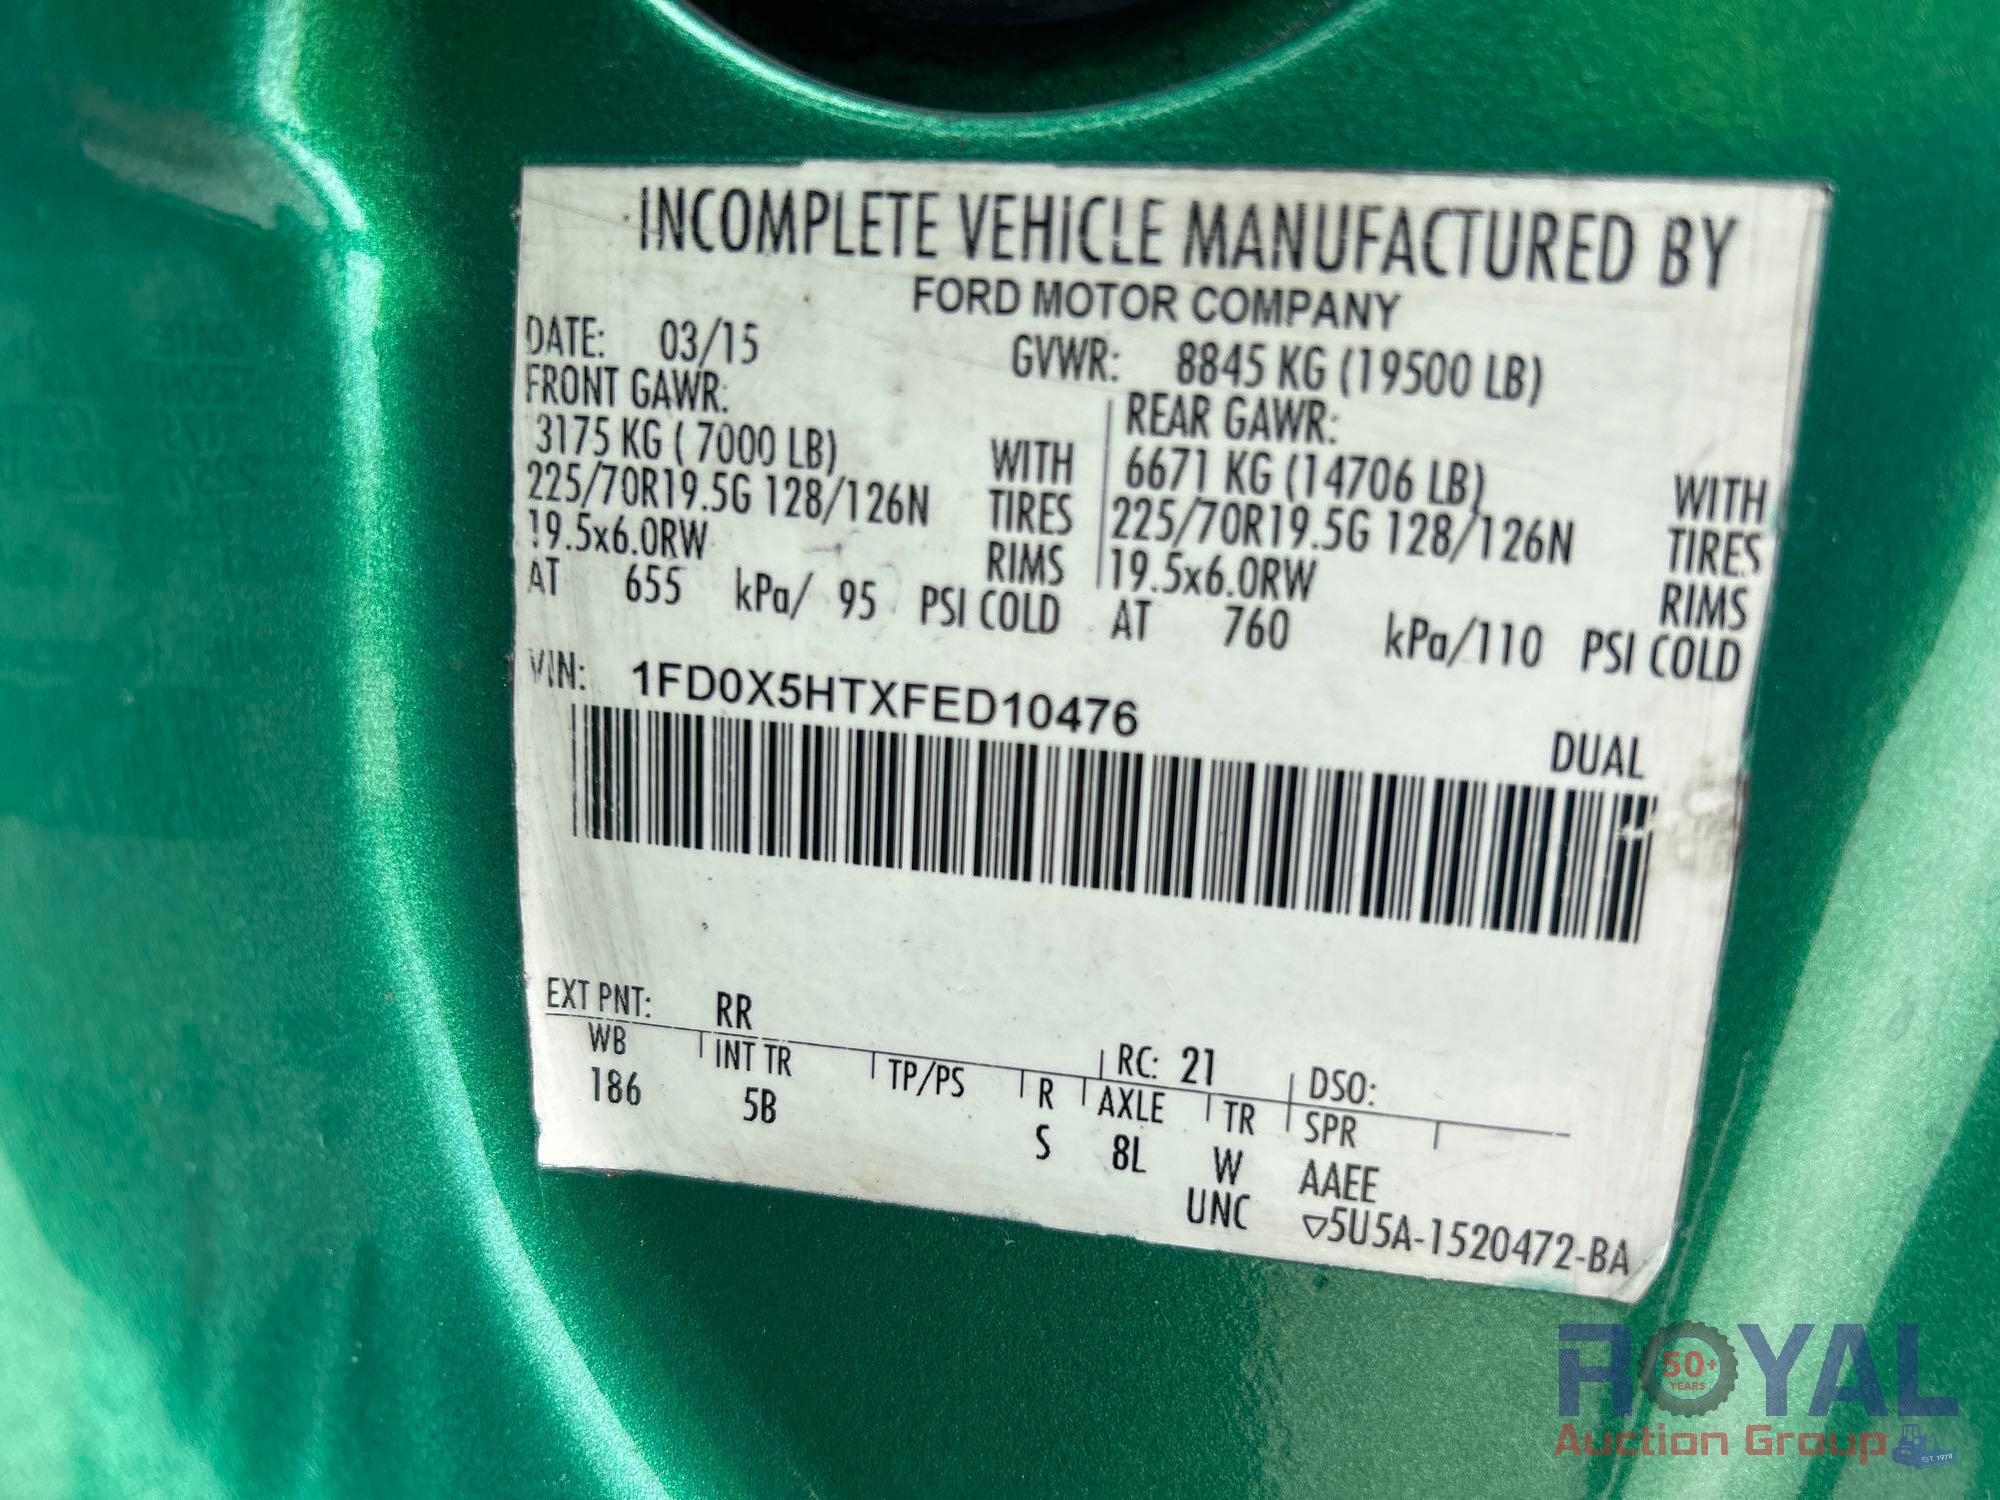 INCOMPLETE VEHICLE MANUFACTURED BY
FORD MOTOR COMPANY
DATE: 03/15 GVWR: 8845 KG (19500 LB)
FRONT GAWR: REAR GAWR:
3175 KG ( 7000 LB) WITH 6671 KG (14706 LB) WITH
225/70R19.5G 128/126N TIRES 225/70R19.5G 128/126N TIRES
19.5x6.0RW RIMS 19.5x6.0RW RIMS
AT 655 kPa/ 95 PSI COLD AT 760 kPa/110 PSI COLD
VIN: 1FD0X5HTXFED10476
DUAL
EXT PNT: RR RC: 21 DSO:
WB INT TR TP/PS R AXLE TR SPR
186 5B S 8L W AAEE
UNC ▽5U5A-1520472-BA
ROYAL
50+
YEARS
Auction Group
EST. 1970